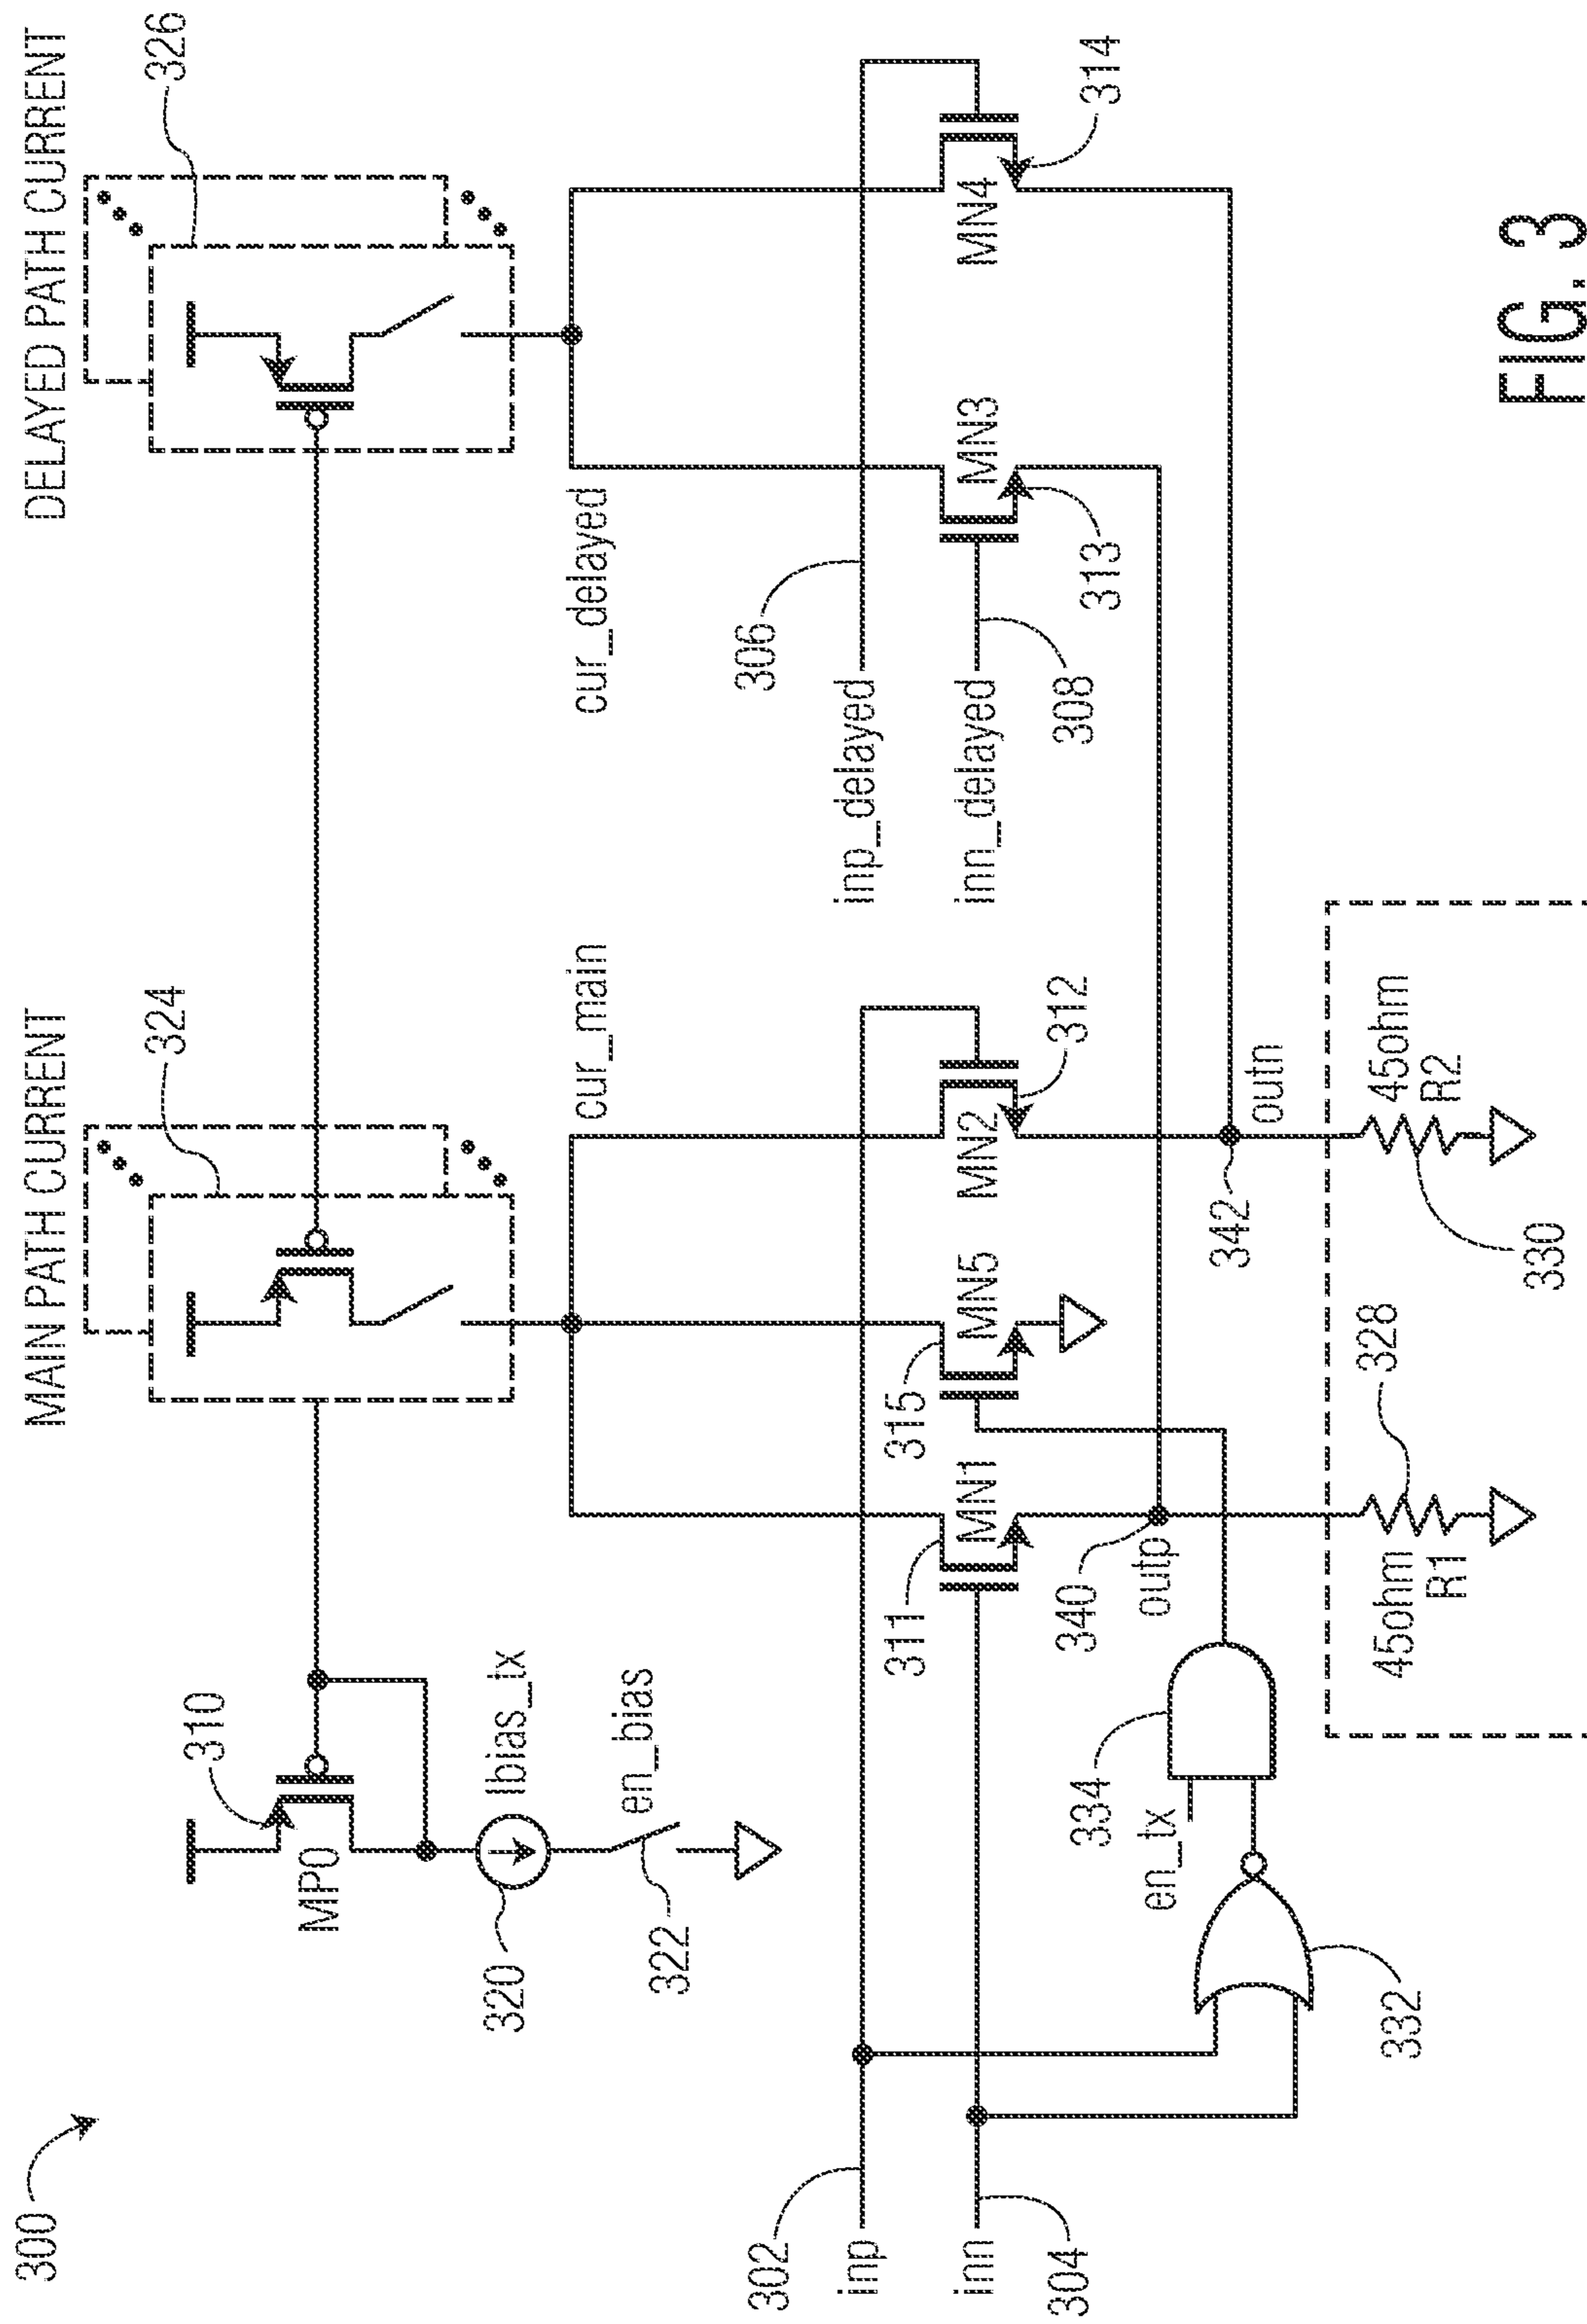 300
MAIN PATH CURRENT
DELAYED PATH CURRENT
310
324
326
MP0
320
Ibias_tx
322
en_bias
cur_main
cur_delayed
302
inp
306
inp_delayed
inn
304
inn_delayed
308
311
MN1
315
MN5
MN2
312
MN3
313
MN4
314
340
outp
334
en_tx
332
342
outn
45ohm
R1
328
45ohm
R2
330
FIG. 3